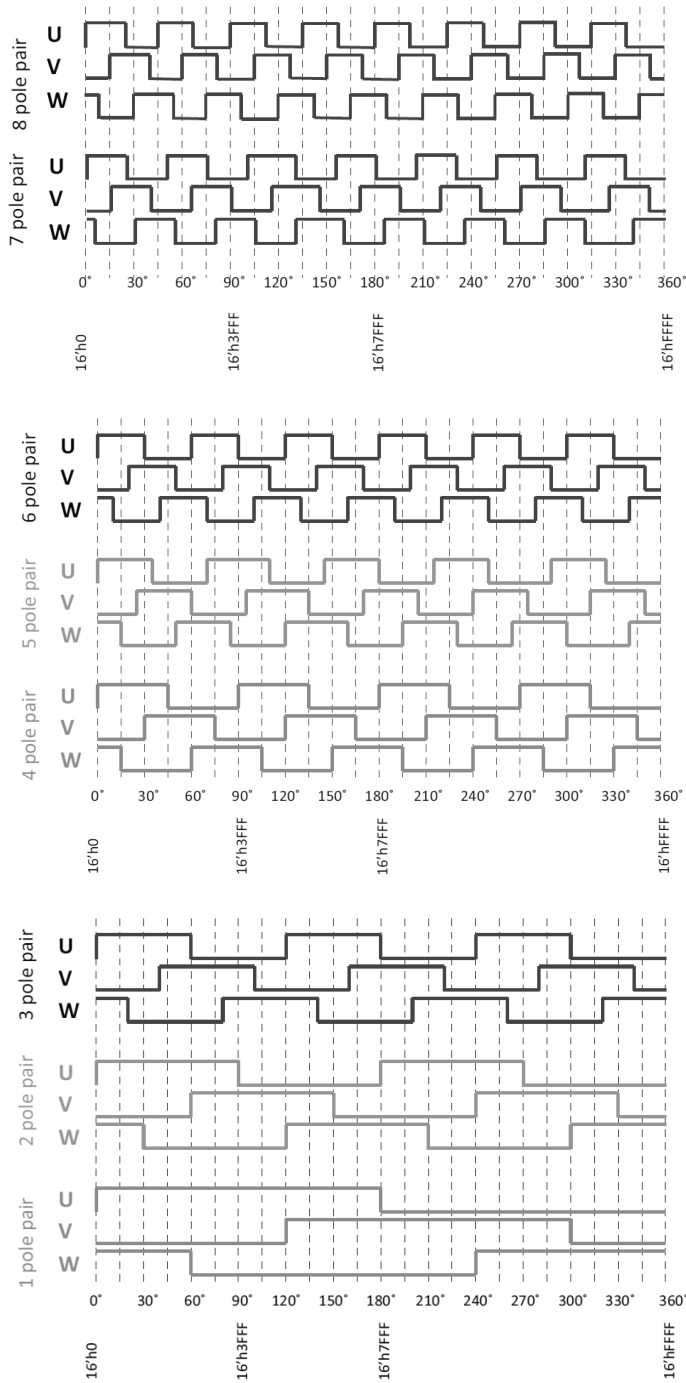 8 pole pair
U
V
W
7 pole pair
U
V
W
0° 30° 60° 90° 120° 150° 180° 210° 240° 270° 300° 330° 360°
16'h0 16'h3FFF 16'h7FFF 16'hFFFF
6 pole pair
U
V
W
5 pole pair
U
V
W
4 pole pair
U
V
W
0° 30° 60° 90° 120° 150° 180° 210° 240° 270° 300° 330° 360°
16'h0 16'h3FFF 16'h7FFF 16'hFFFF
3 pole pair
U
V
W
2 pole pair
U
V
W
1 pole pair
U
V
W
0° 30° 60° 90° 120° 150° 180° 210° 240° 270° 300° 330° 360°
16'h0 16'h3FFF 16'h7FFF 16'hFFFF